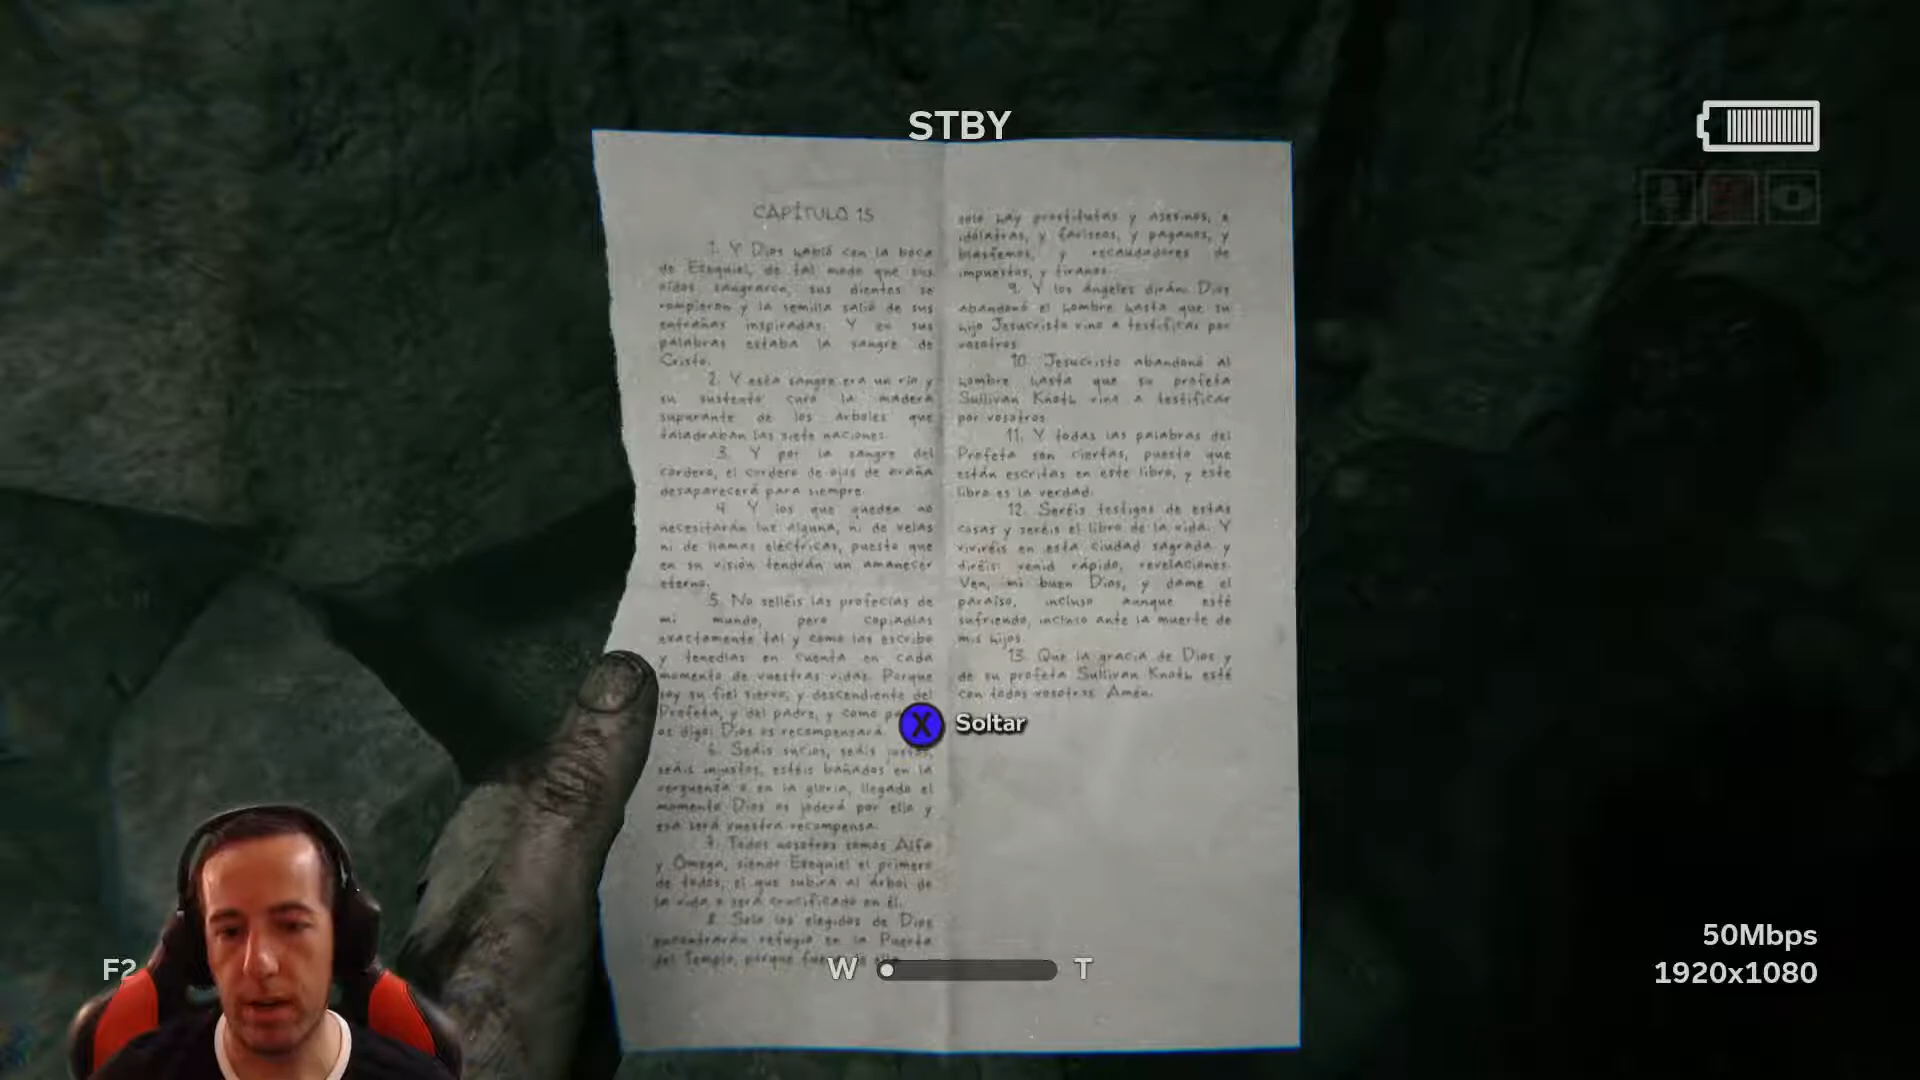 STBY
CAPÍTULO 15
1. Y Dios habló con la boca
de Ezequiel, de tal modo que sus
oídos sangraron, sus dientes se
rompieron y la semilla salió de sus
entrañas inspiradas. Y en sus
palabras estaba la sangre de
Cristo.
2. Y esta sangre era un río y
su sustento curó la madera
supurante de los árboles que
taladraban las siete naciones.
3. Y por la sangre del
cordero, el cordero de ojos de araña
desaparecerá para siempre.
4. Y los que queden no
necesitarán luz alguna, ni de velas
ni de llamas eléctricas, puesto que
en su visión tendrán un amanecer
eterno.
5. No selléis las profecías de
mi mundo, pero copiadlas
exactamente tal y como las escribo
y tenedlas en cuenta en cada
momento de vuestras vidas. Porque
soy su fiel siervo, y descendiente del
Profeta, y del padre, y como
os digo: Dios os recompensará.
6. Seáis sucios, seáis justos,
seáis injustos, estéis bañados en la
vergüenza o en la gloria, llegado el
momento Dios os joderá por ello y
esa será vuestra recompensa.
7. Todos nosotros somos Alfa
y Omega, siendo Ezequiel el primero
de todos, el que subirá al árbol de
la vida o será crucificado en él.
8. Solo los elegidos de Dios
encontrarán refugio en la Puerta
del Templo, porque fuera de ella
solo hay prostitutas y asesinos, e
idólatras, y fariseos, y paganos, y
blasfemos, y recaudadores de
impuestos, y tiranos.
9. Y los ángeles dirán: Dios
abandonó el hombre hasta que su
hijo Jesucristo vino a testificar por
vosotros.
10. Jesucristo abandonó al
hombre hasta que su profeta
Sullivan Knoth vino a testificar
por vosotros.
11. Y todas las palabras del
Profeta son ciertas, puesto que
están escritas en este libro, y este
libro es la verdad.
12. Seréis testigos de estas
cosas y seréis el libro de la vida. Y
viviréis en esta ciudad sagrada y
diréis: venid rápido, revelaciones.
Ven, mi buen Dios, y dame el
paraíso, incluso aunque esté
sufriendo, incluso ante la muerte de
mis hijos.
13. Que la gracia de Dios y
de su profeta Sullivan Knoth esté
con todos vosotros. Amén.
X Soltar
F2
W T
50Mbps
1920x1080